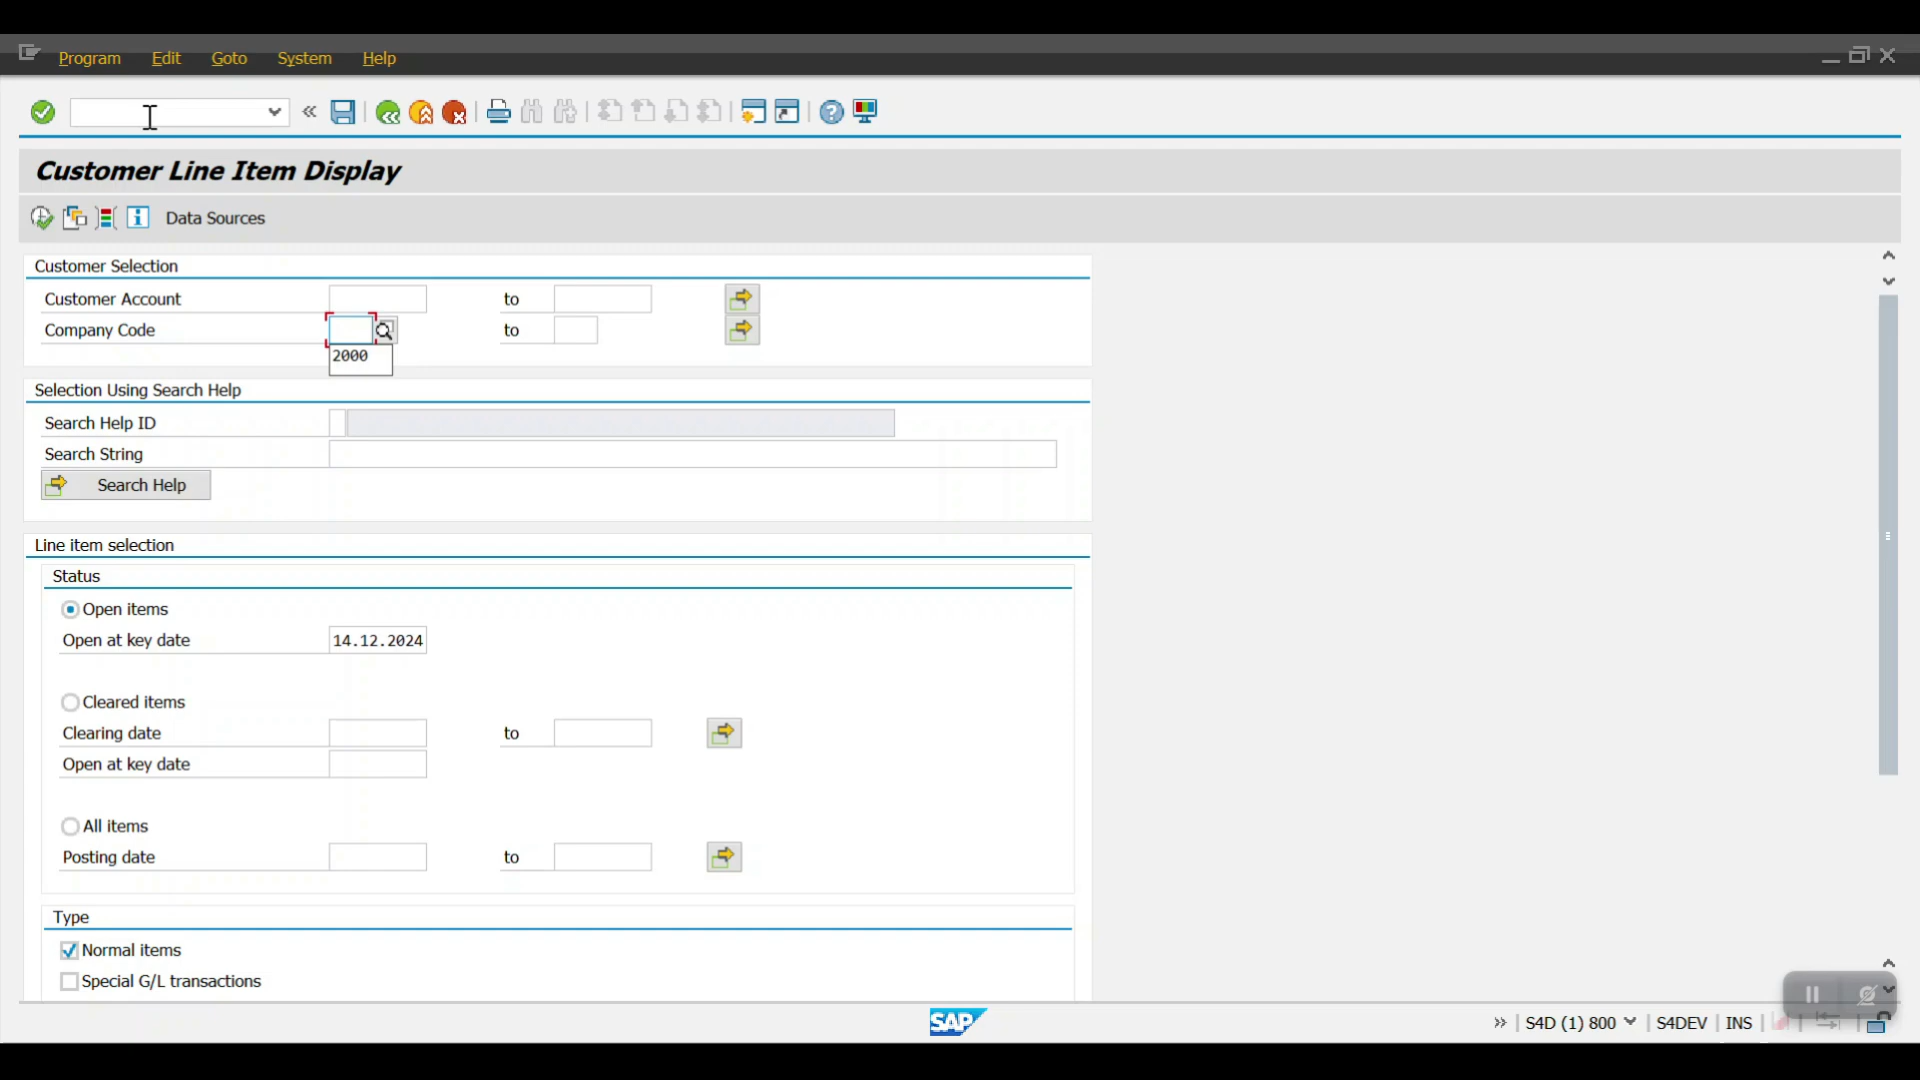 Program Edit Goto System Help
Customer Line Item Display
Data Sources
Customer Selection
Customer Account to
Company Code to
2000
Selection Using Search Help
Search Help ID
Search String
Search Help
Line item selection
Status
Open items
Open at key date 14.12.2024
Cleared items
Clearing date to
Open at key date
All items
Posting date to
Type
Normal items
Special G/L transactions
SAP S4D (1) 800 S4DEV INS